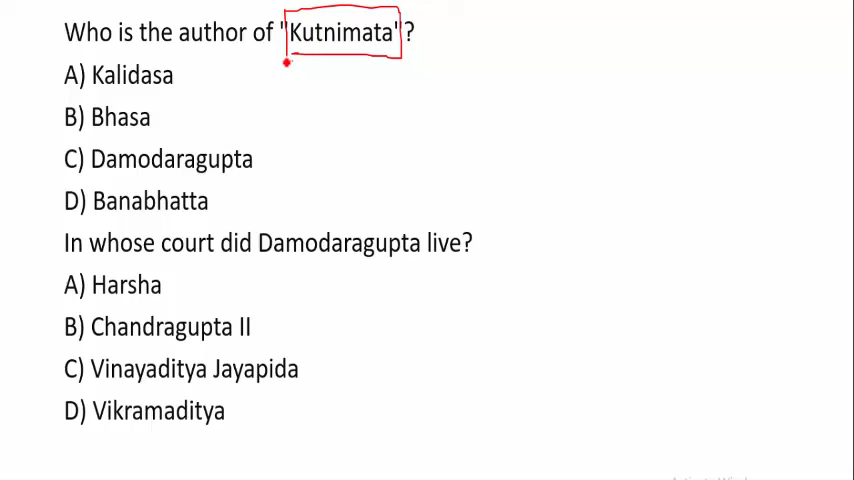 Who is the author of "Kutnimata"?
A) Kalidasa
B) Bhasa
C) Damodaragupta
D) Banabhatta
In whose court did Damodaragupta live?
A) Harsha
B) Chandragupta II
C) Vinayaditya Jayapida
D) Vikramaditya